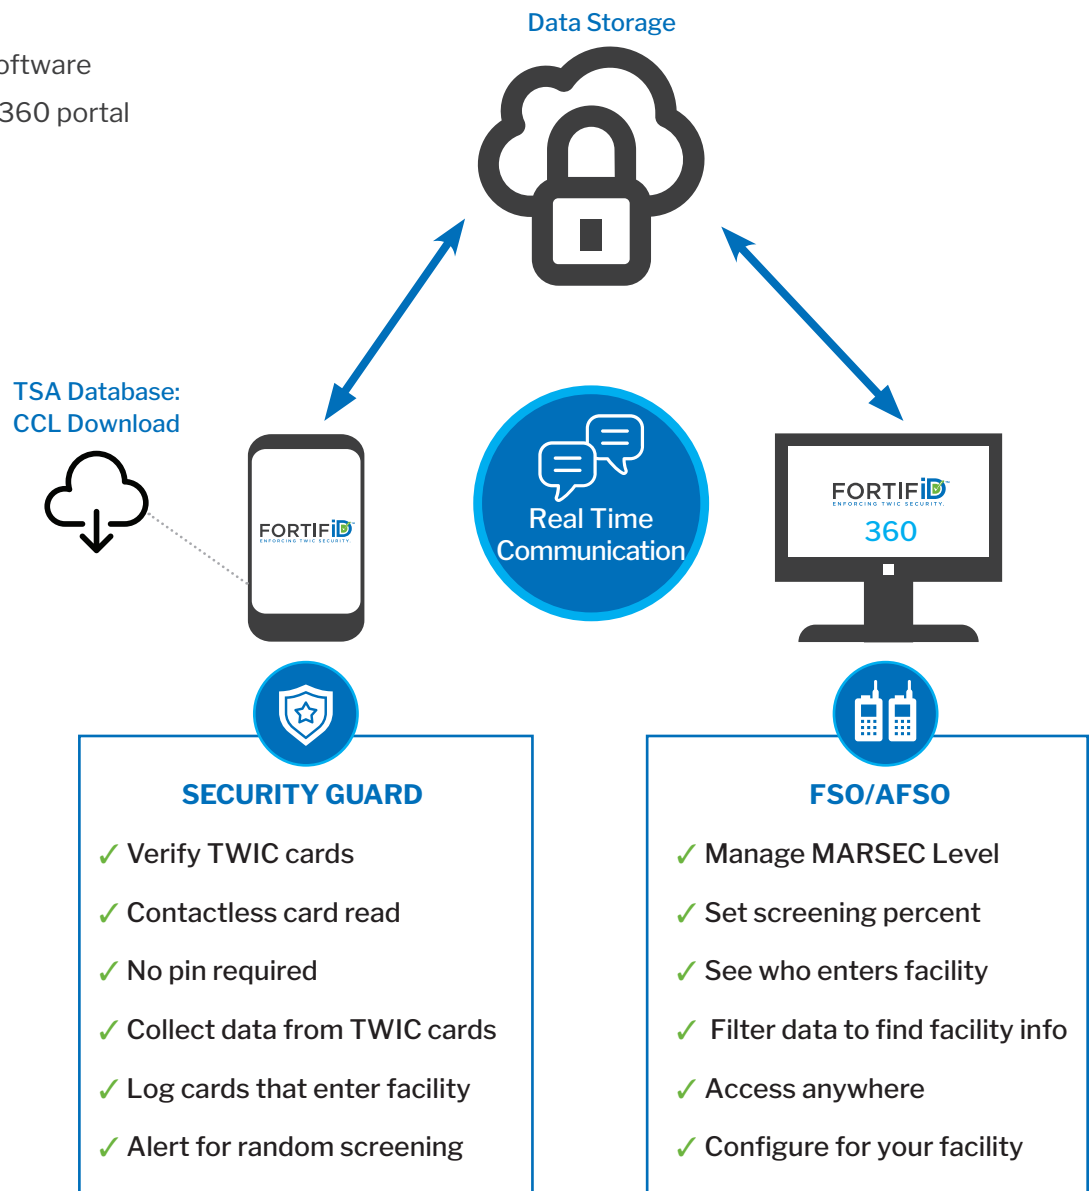 Data Storage
oftware
360 portal
TSA Database:
CCL Download
FORTIFiD
ENFORCING TWIC SECURITY.
Real Time
Communication
FORTIFiD
ENFORCING TWIC SECURITY.
360
SECURITY GUARD
✓ Verify TWIC cards
✓ Contactless card read
✓ No pin required
✓ Collect data from TWIC cards
✓ Log cards that enter facility
✓ Alert for random screening
FSO/AFSO
✓ Manage MARSEC Level
✓ Set screening percent
✓ See who enters facility
✓ Filter data to find facility info
✓ Access anywhere
✓ Configure for your facility